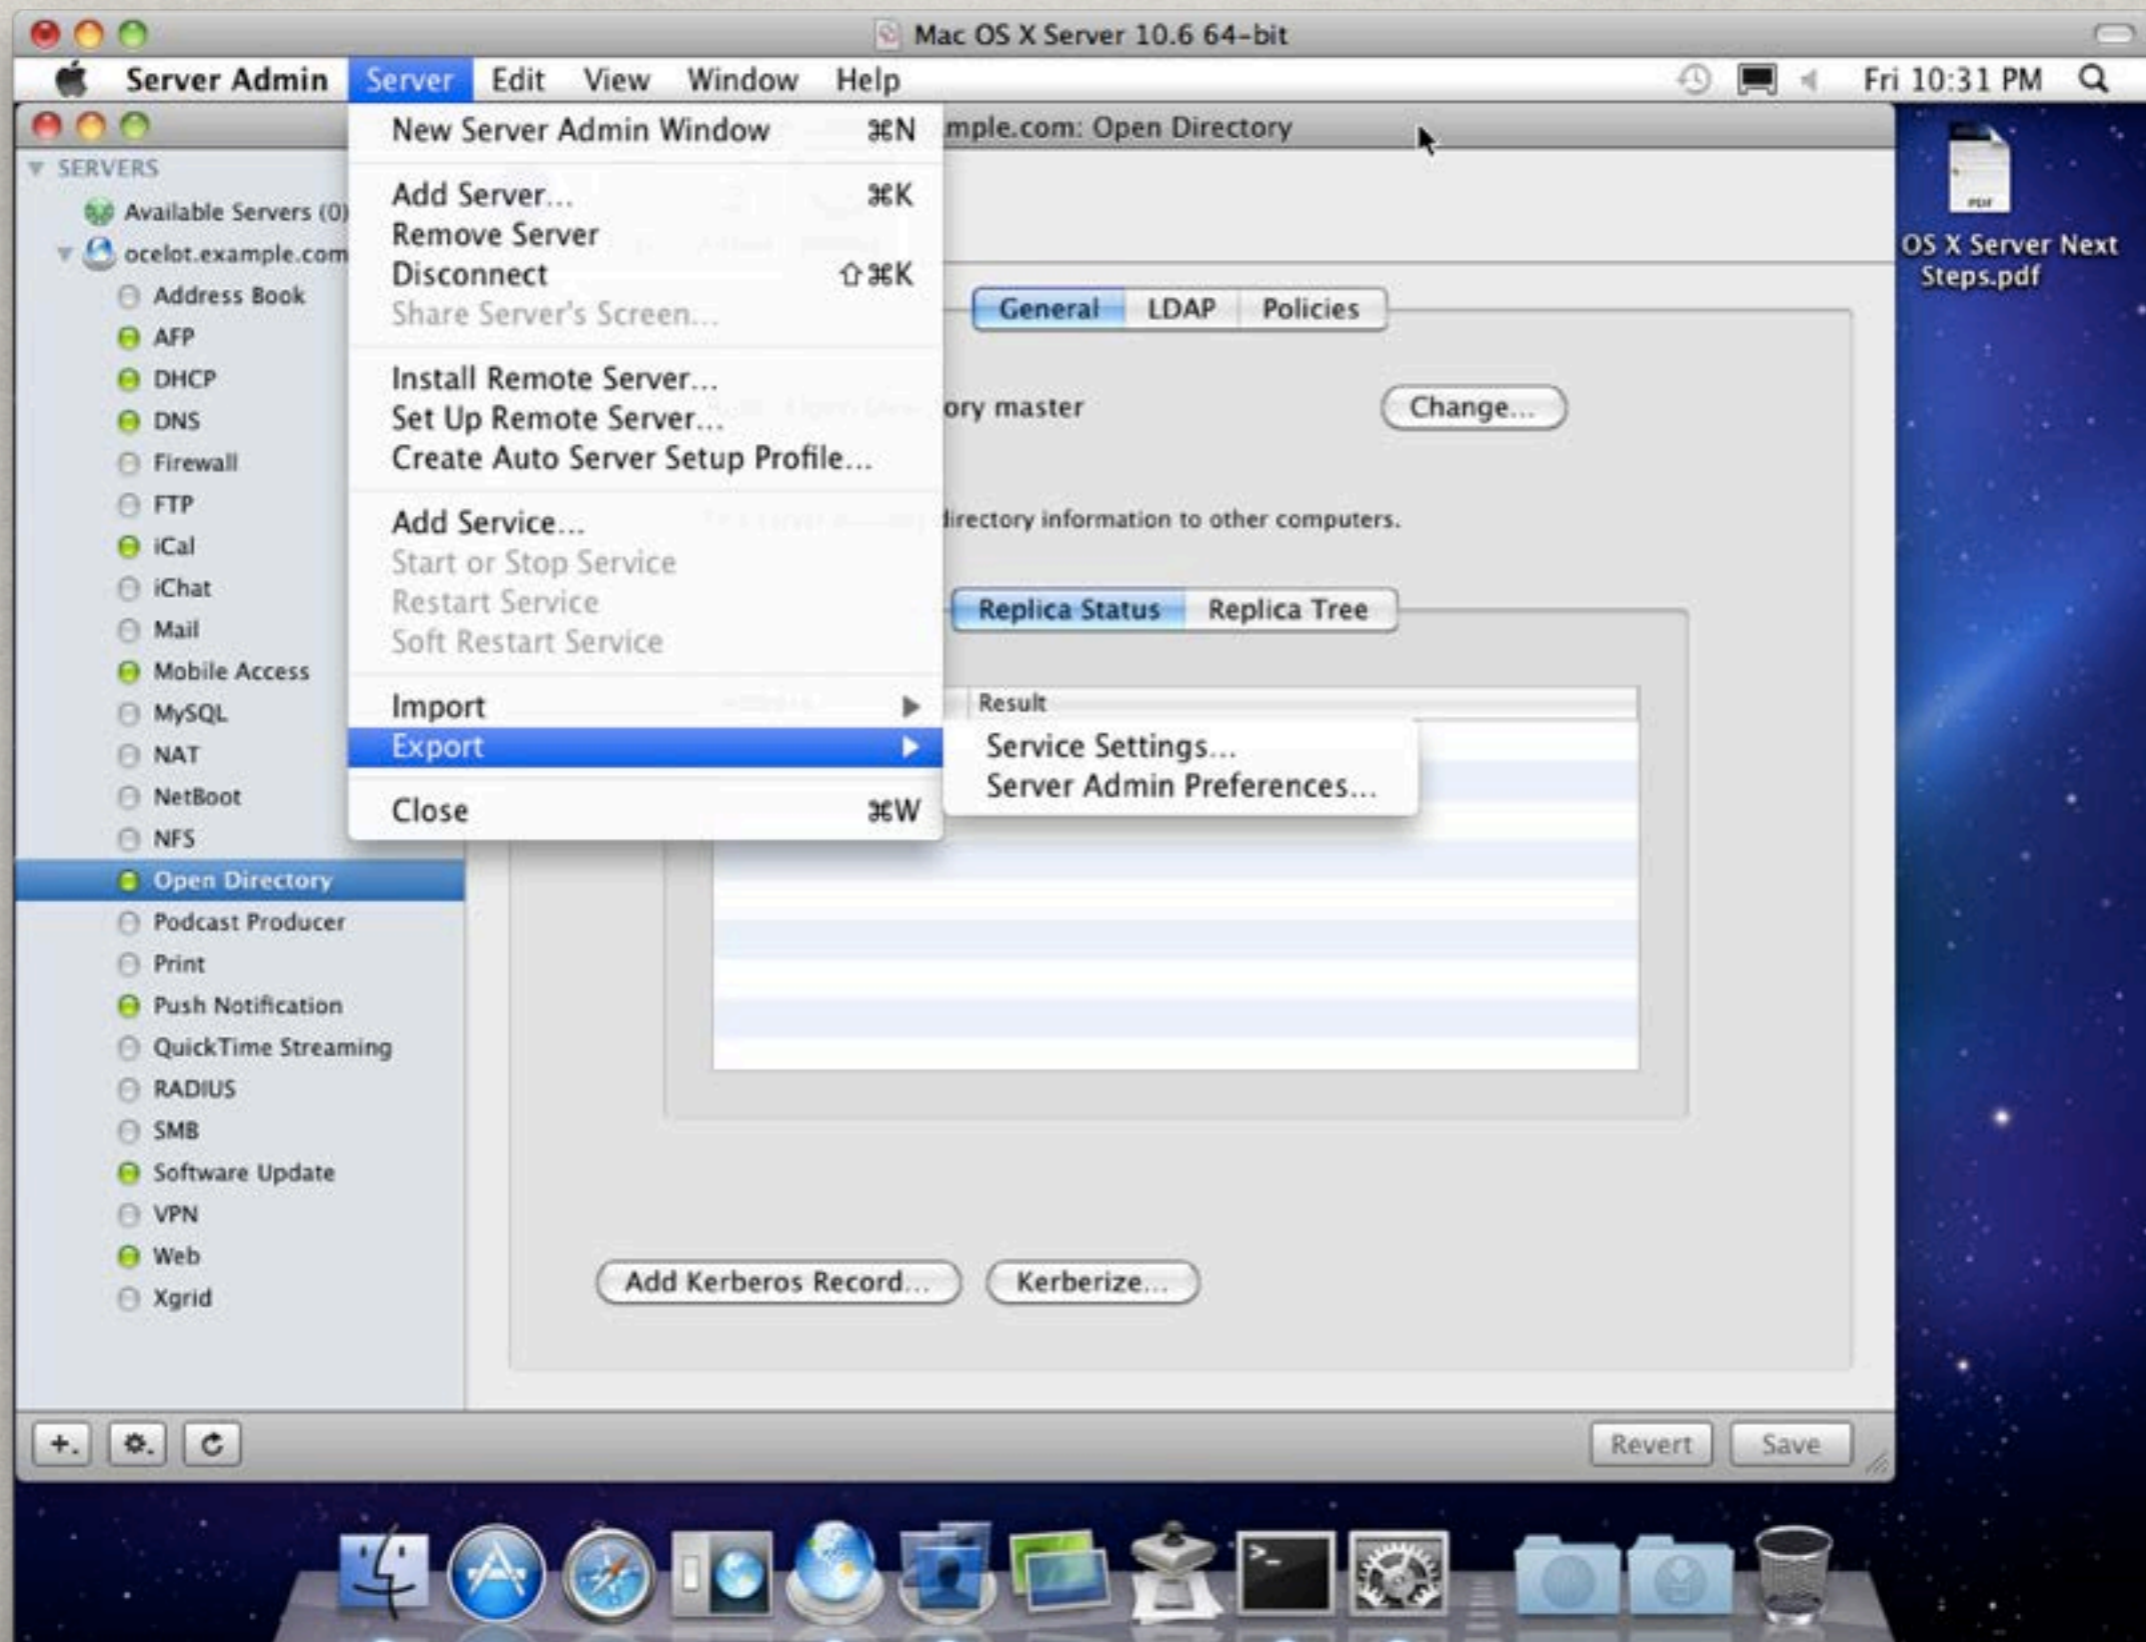 Mac OS X Server 10.6 64-bit
Server Admin Server Edit View Window Help Fri 10:31 PM
mple.com: Open Directory
SERVERS
Available Servers (0)
ocelot.example.com
Address Book
AFP
DHCP
DNS
Firewall
FTP
iCal
iChat
Mail
Mobile Access
MySQL
NAT
NetBoot
NFS
Open Directory
Podcast Producer
Print
Push Notification
QuickTime Streaming
RADIUS
SMB
Software Update
VPN
Web
Xgrid
New Server Admin Window ⌘N
Add Server... ⌘K
Remove Server
Disconnect ⇧⌘K
Share Server's Screen...
Install Remote Server...
Set Up Remote Server...
Create Auto Server Setup Profile...
Add Service...
Start or Stop Service
Restart Service
Soft Restart Service
Import
Export
Close ⌘W
Service Settings...
Server Admin Preferences...
General LDAP Policies
ory master Change...
directory information to other computers.
Replica Status Replica Tree
Result
Add Kerberos Record... Kerberize...
Revert Save
PDF
OS X Server Next
Steps.pdf